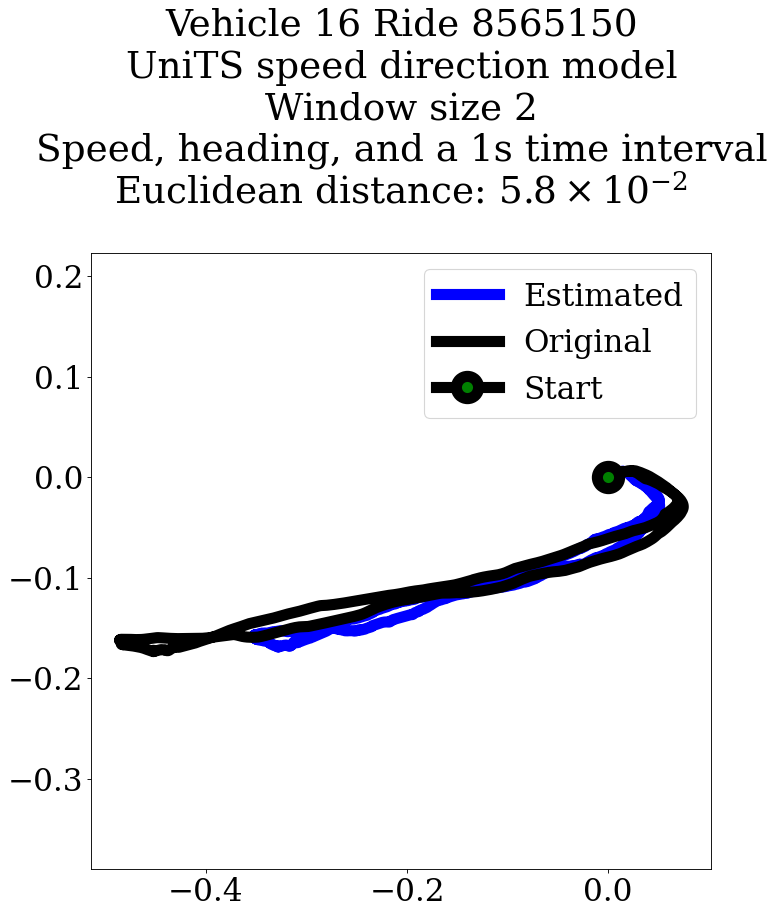 Vehicle 16 Ride 8565150
UniTS speed direction model
Window size 2
Speed, heading, and a 1s time interval
Euclidean distance: 5.8 × 10⁻²
Estimated
Original
Start
0.2
0.1
0.0
−0.1
−0.2
−0.3
−0.4
−0.2
0.0